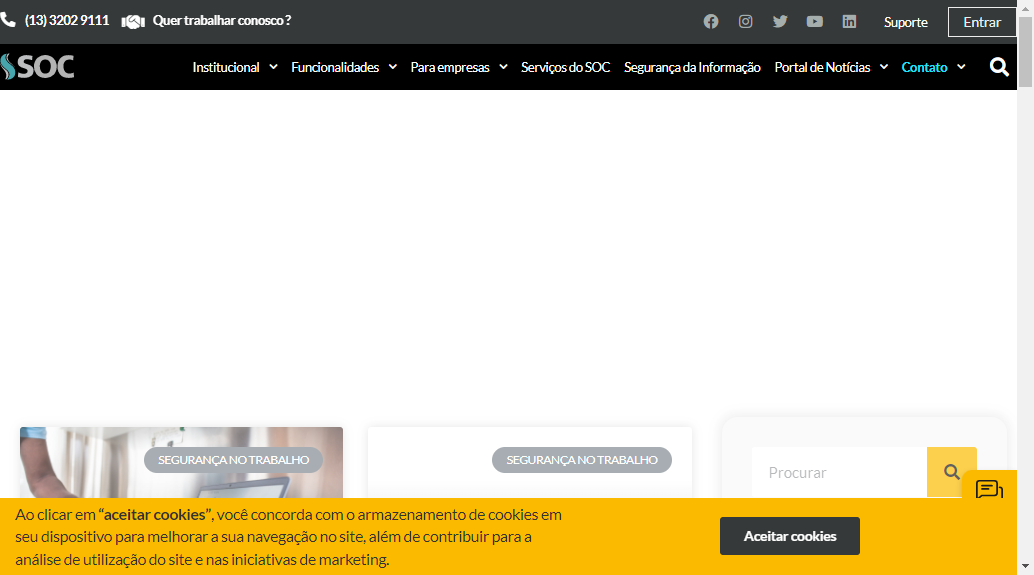 (13) 3202 9111 Quer trabalhar conosco ? Suporte Entrar
SOC Institucional Funcionalidades Para empresas Serviços do SOC Segurança da Informação Portal de Notícias Contato
SEGURANÇA NO TRABALHO SEGURANÇA NO TRABALHO Procurar
Ao clicar em “aceitar cookies”, você concorda com o armazenamento de cookies em
seu dispositivo para melhorar a sua navegação no site, além de contribuir para a
análise de utilização do site e nas iniciativas de marketing.
Aceitar cookies